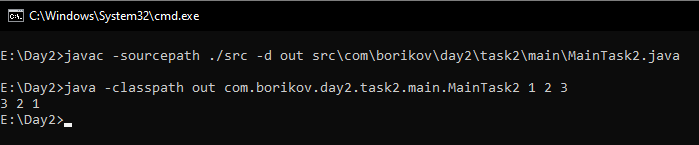 C:\Windows\System32\cmd.exe
E:\Day2>javac -sourcepath ./src -d out src\com\borikov\day2\task2\main\MainTask2.java
E:\Day2>java -classpath out com.borikov.day2.task2.main.MainTask2 1 2 3
3 2 1
E:\Day2>